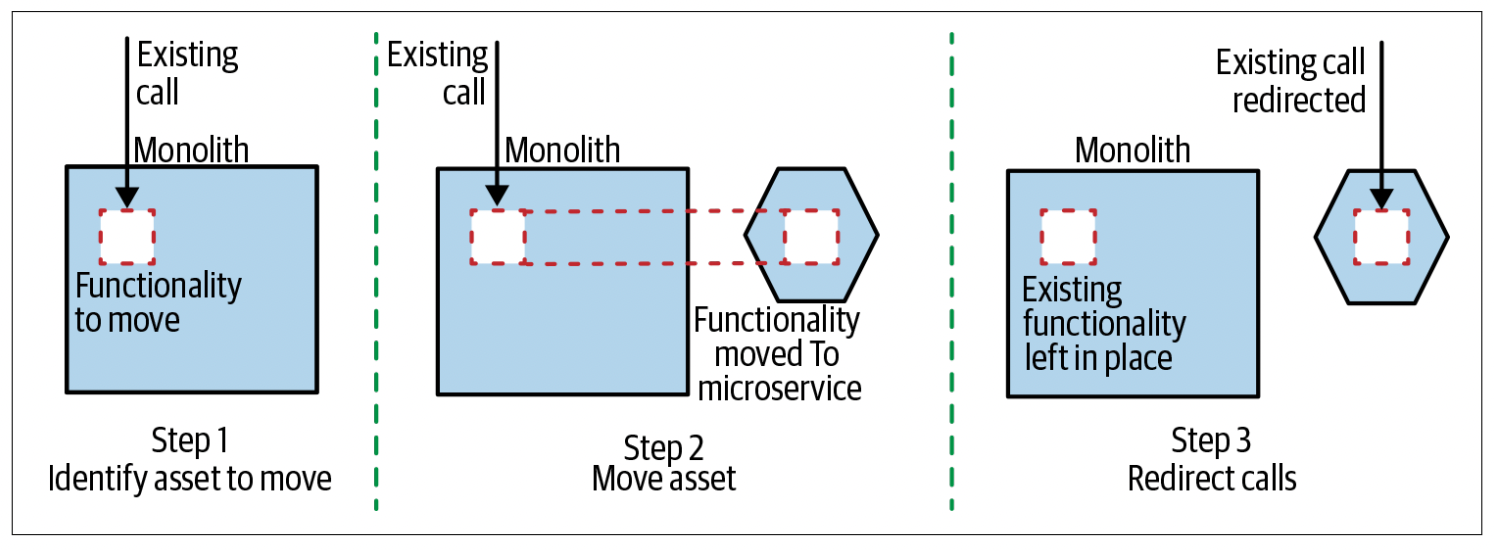 Existing
call
Monolith
Functionality
to move
Step 1
Identify asset to move
Existing
call
Monolith
Functionality
moved To
microservice
Step 2
Move asset
Existing call
redirected
Monolith
Existing
functionality
left in place
Step 3
Redirect calls